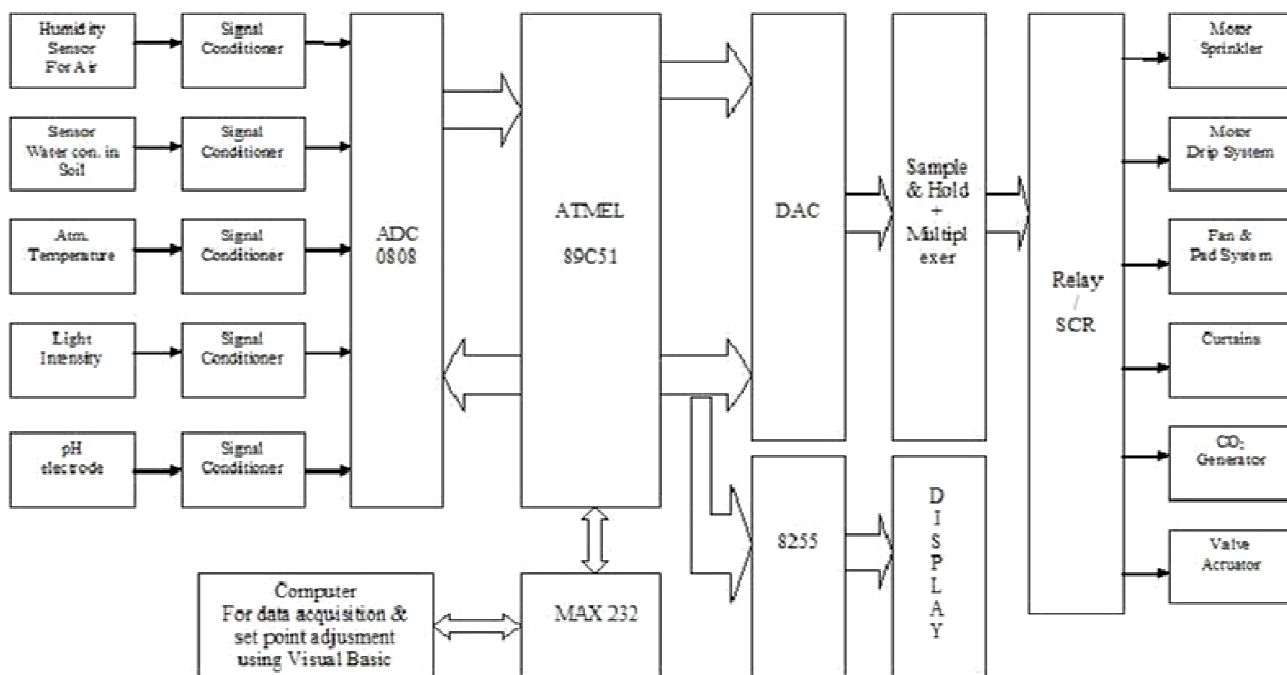 Humidity
Sensor
For Air
Signal
Conditioner
Sensor
Water con. in
Soil
Signal
Conditioner
Atm.
Temperature
Signal
Conditioner
Light
Intensity
Signal
Conditioner
pH
electrode
Signal
Conditioner
ADC
0808
ATMEL
89C51
DAC
Sample
& Hold
+
Multipl
exer
Relay
/
SCR
Motor
Sprinkler
Motor
Drip System
Fan &
Pad System
Curtains
CO₂
Generator
Valve
Actuator
8255
D
I
S
P
L
A
Y
MAX 232
Computer
For data acquisition &
set point adjusment
using Visual Basic